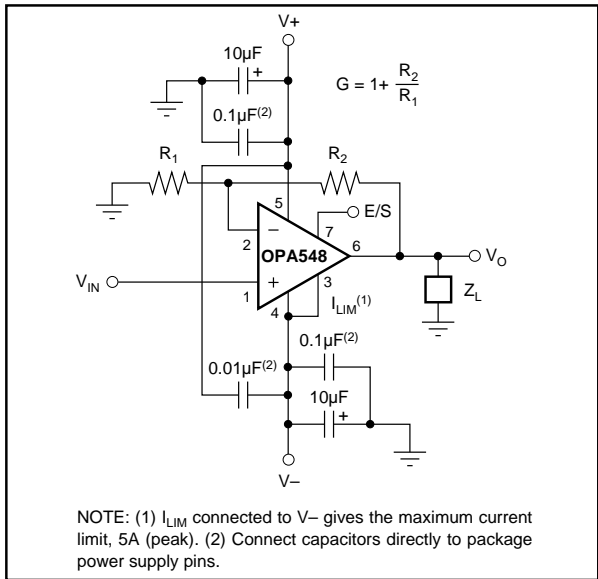 V+
10µF
+
G = 1+ R2
R1
0.1µF(2)
R1
R2
5
E/S
7
2
−
OPA548
6
VO
VIN
+
3
1
4
ILIM(1)
ZL
0.1µF(2)
0.01µF(2)
10µF
+
V–
NOTE: (1) ILIM connected to V– gives the maximum current
limit, 5A (peak). (2) Connect capacitors directly to package
power supply pins.